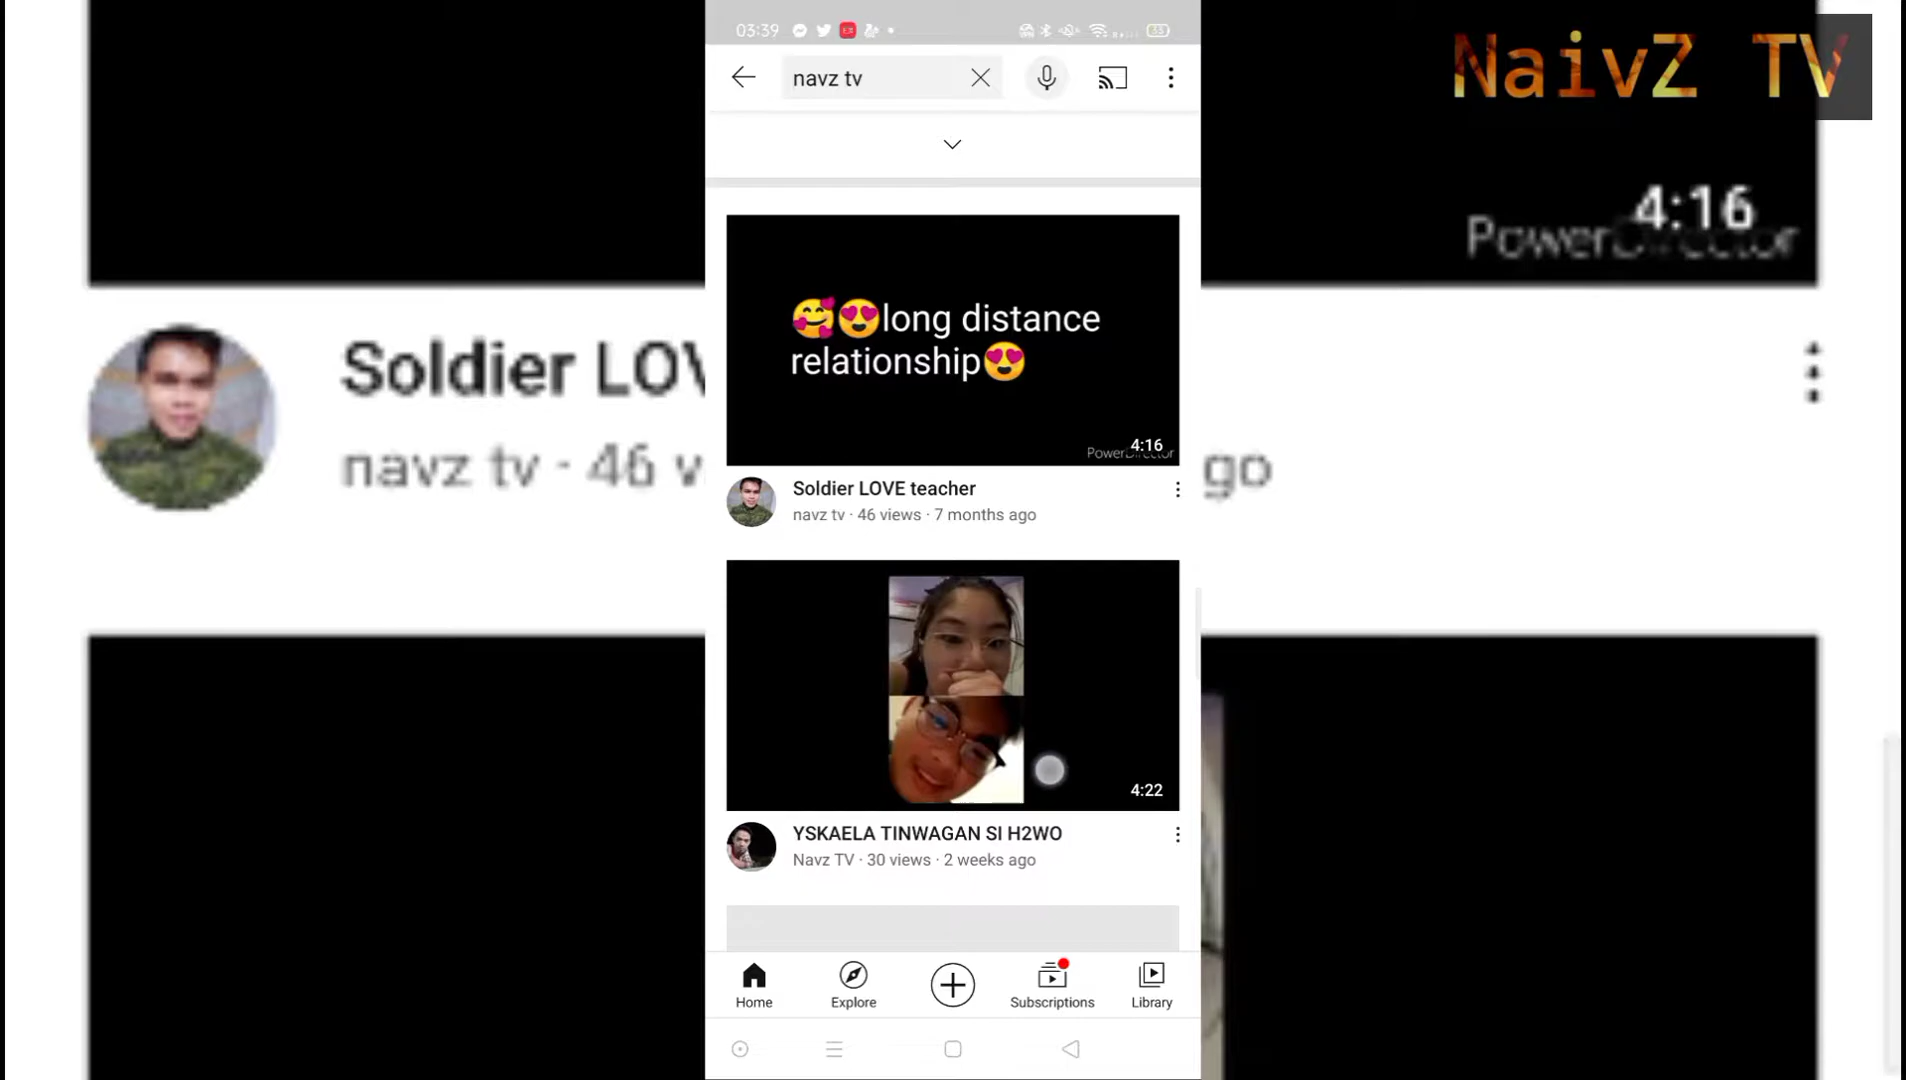 NaivZ TV
03:39
53
navz tv
4:16
PowerDirector
long distance
relationship
4:16
PowerDirector
Soldier LOVE teacher
navz tv · 46 views · 7 months ago
Soldier LOV
navz tv · 46 v
go
4:22
YSKAELA TINWAGAN SI H2WO
Navz TV · 30 views · 2 weeks ago
Home
Explore
Subscriptions
Library